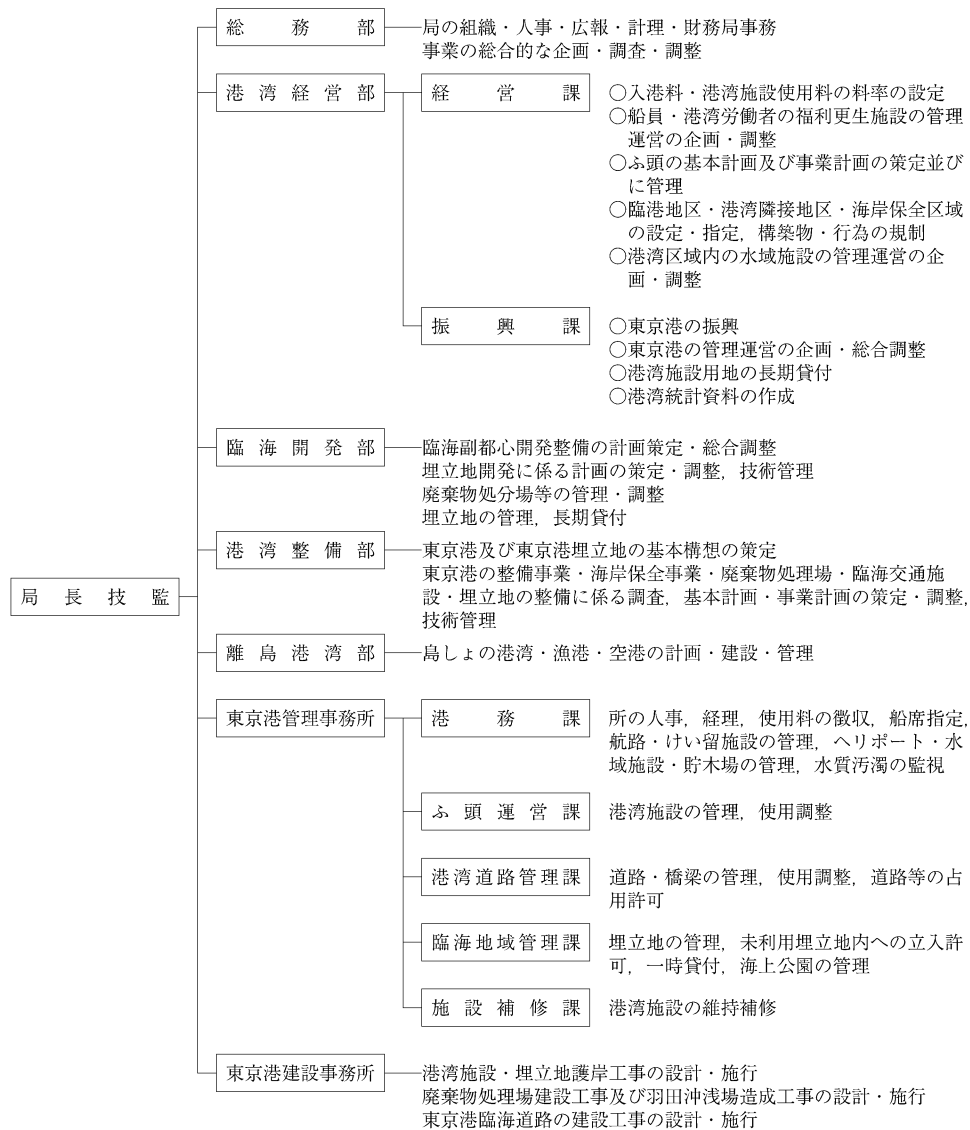 総務部
局の組織・人事・広報・計理・財務局事務
事業の総合的な企画・調査・調整
港湾経営部
経営課
○入港料・港湾施設使用料の料率の設定
○船員・港湾労働者の福利更生施設の管理
運営の企画・調整
○ふ頭の基本計画及び事業計画の策定並び
に管理
○臨港地区・港湾隣接地区・海岸保全区域
の設定・指定，構築物・行為の規制
○港湾区域内の水域施設の管理運営の企
画・調整
振興課
○東京港の振興
○東京港の管理運営の企画・総合調整
○港湾施設用地の長期貸付
○港湾統計資料の作成
臨海開発部
臨海副都心開発整備の計画策定・総合調整
埋立地開発に係る計画の策定・調整，技術管理
廃棄物処分場等の管理・調整
埋立地の管理，長期貸付
港湾整備部
東京港及び東京港埋立地の基本構想の策定
東京港の整備事業・海岸保全事業・廃棄物処理場・臨海交通施
設・埋立地の整備に係る調査，基本計画・事業計画の策定・調整，
技術管理
局長技監
離島港湾部
島しょの港湾・漁港・空港の計画・建設・管理
東京港管理事務所
港務課
所の人事，経理，使用料の徴収，船席指定，
航路・けい留施設の管理，ヘリポート・水
域施設・貯木場の管理，水質汚濁の監視
ふ頭運営課
港湾施設の管理，使用調整
港湾道路管理課
道路・橋梁の管理，使用調整，道路等の占
用許可
臨海地域管理課
埋立地の管理，未利用埋立地内への立入許
可，一時貸付，海上公園の管理
施設補修課
港湾施設の維持補修
東京港建設事務所
港湾施設・埋立地護岸工事の設計・施行
廃棄物処理場建設工事及び羽田沖浅場造成工事の設計・施行
東京港臨海道路の建設工事の設計・施行